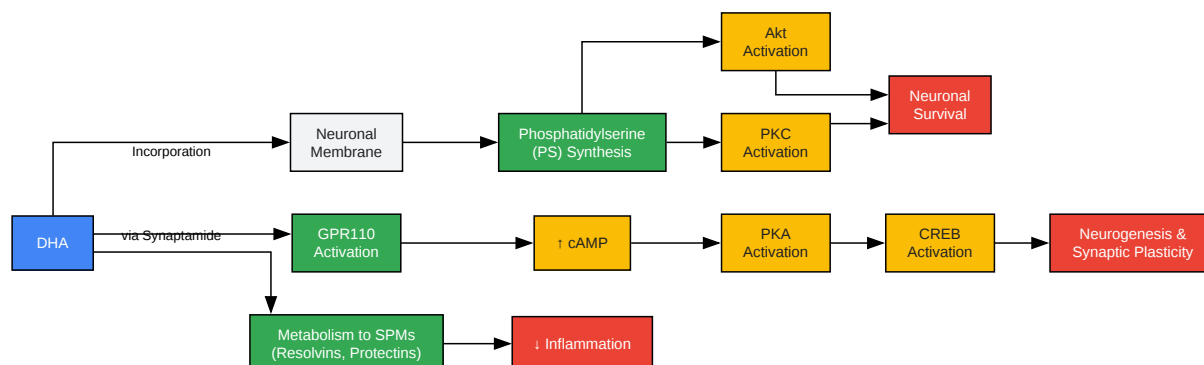 Akt
Activation
Neuronal
Survival
Neuronal
Membrane
Phosphatidylserine
(PS) Synthesis
PKC
Activation
Incorporation
DHA
via Synaptamide
GPR110
Activation
↑ cAMP
PKA
Activation
CREB
Activation
Neurogenesis &
Synaptic Plasticity
Metabolism to SPMs
(Resolvins, Protectins)
↓ Inflammation